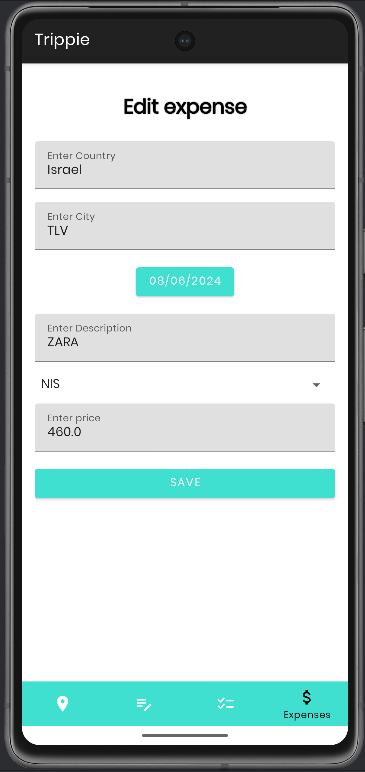 Trippie
Edit expense
Enter Country
Israel
Enter City
TLV
08/06/2024
Enter Description
ZARA
NIS
Enter price
460.0
SAVE
$
Expenses